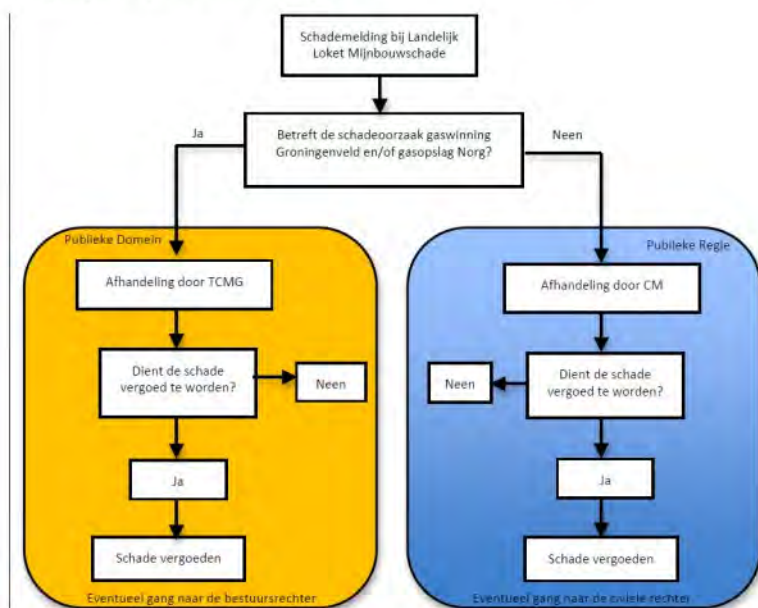 Schademelding bij Landelijk
Loket Mijnbouwschade
Ja
Betreft de schadeoorzaak gaswinning
Groningenveld en/of gasopslag Norg?
Neen
Publieke Domein
Afhandeling door TCMG
Dient de schade
vergoed te worden?
Neen
Ja
Schade vergoeden
Eventueel gang naar de bestuursrechter
Publieke Regie
Afhandeling door CM
Dient de schade
vergoed te worden?
Neen
Ja
Schade vergoeden
Eventueel gang naar de civiele rechter